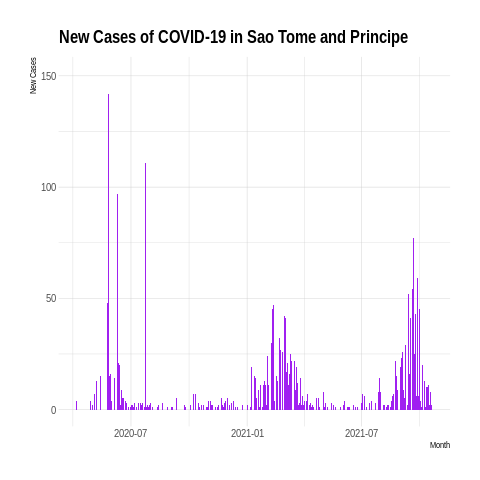 New Cases of COVID-19 in Sao Tome and Principe
New Cases
150
100
50
0
2020-07 2021-01 2021-07
Month